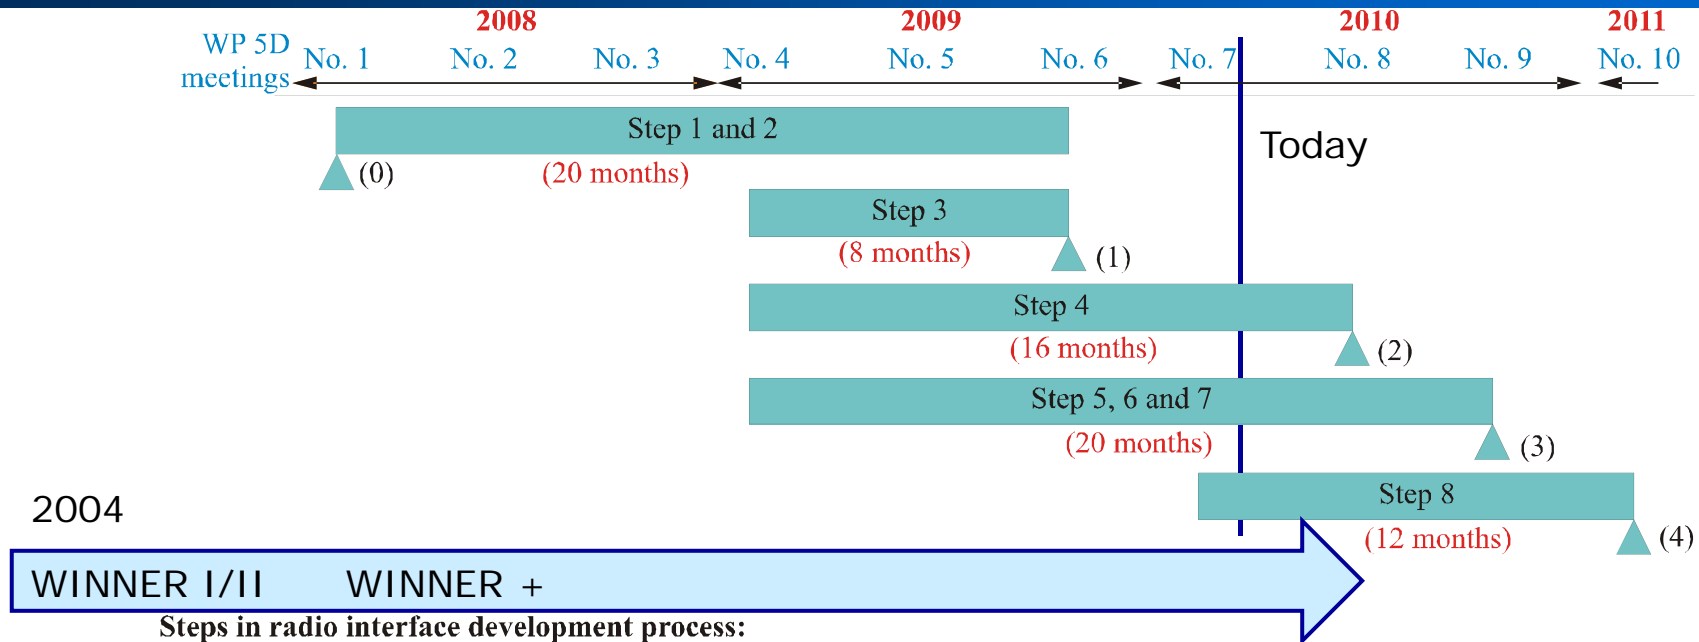 2008 2009 2010 2011
WP 5D
meetings
No. 1 No. 2 No. 3 No. 4 No. 5 No. 6 No. 7 No. 8 No. 9 No. 10
Step 1 and 2
Today
(0) (20 months)
Step 3
(8 months) (1)
Step 4
(16 months) (2)
Step 5, 6 and 7
(20 months) (3)
Step 8
2004
(12 months) (4)
WINNER I/II WINNER +
Steps in radio interface development process: